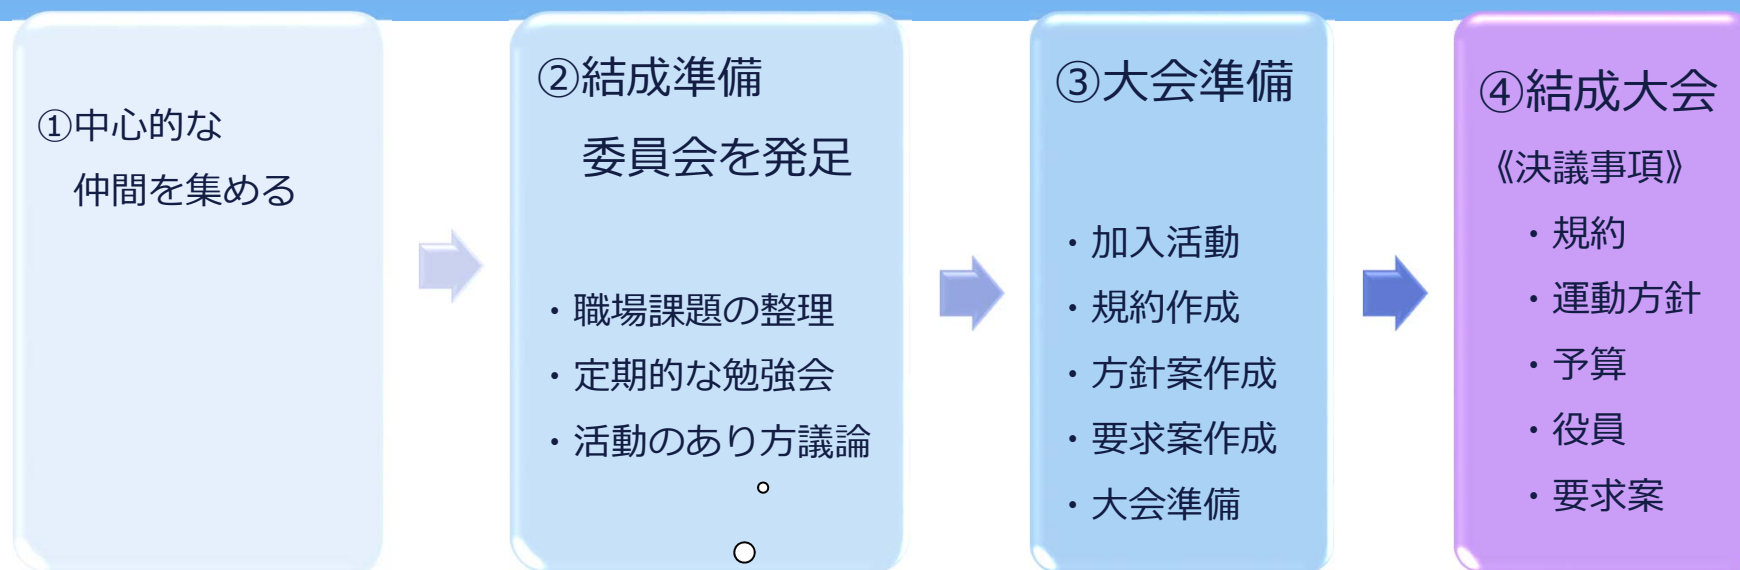 ①中心的な
仲間を集める
②結成準備
委員会を発足
・職場課題の整理
・定期的な勉強会
・活動のあり方議論
③大会準備
・加入活動
・規約作成
・方針案作成
・要求案作成
・大会準備
④結成大会
《決議事項》
・規約
・運動方針
・予算
・役員
・要求案